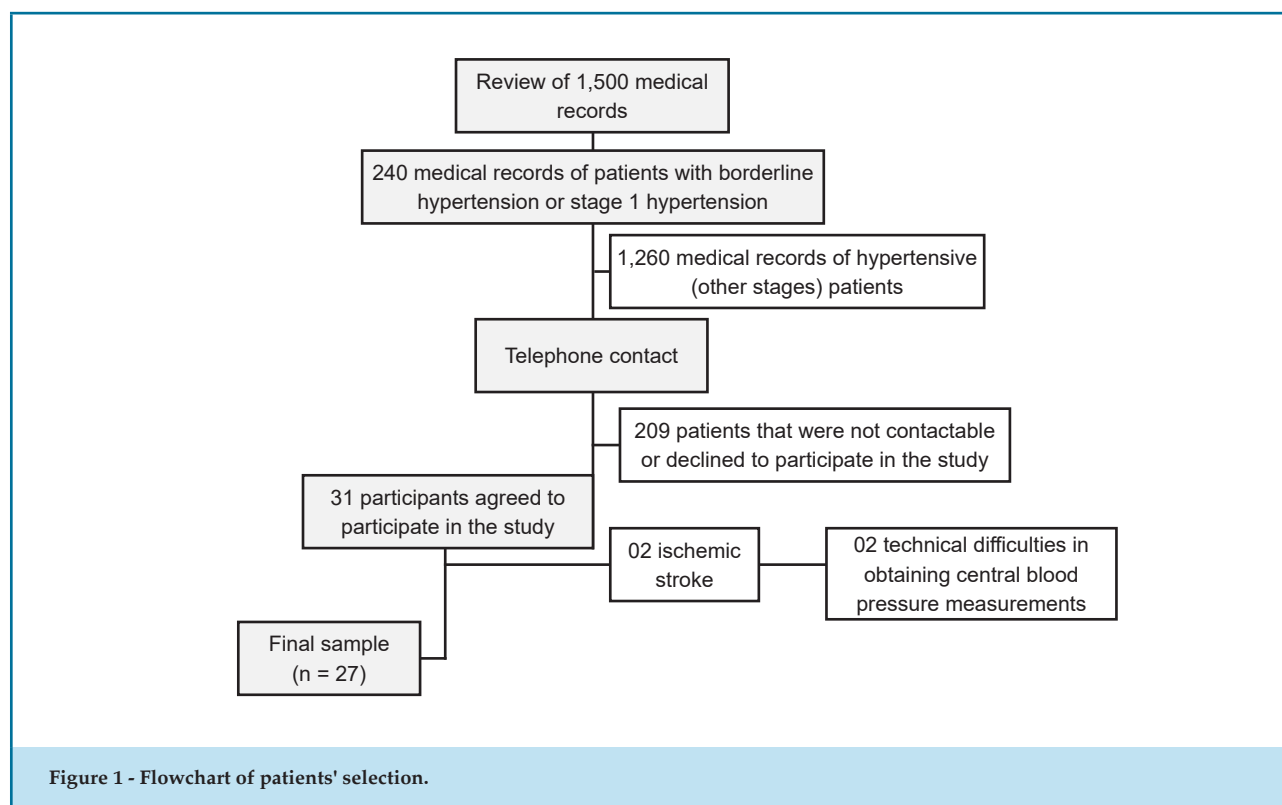 Review of 1,500 medical
records
240 medical records of patients with borderline
hypertension or stage 1 hypertension
1,260 medical records of hypertensive
(other stages) patients
Telephone contact
209 patients that were not contactable
or declined to participate in the study
31 participants agreed to
participate in the study
02 ischemic
stroke
02 technical difficulties in
obtaining central blood
pressure measurements
Final sample
(n = 27)
Figure 1 - Flowchart of patients' selection.